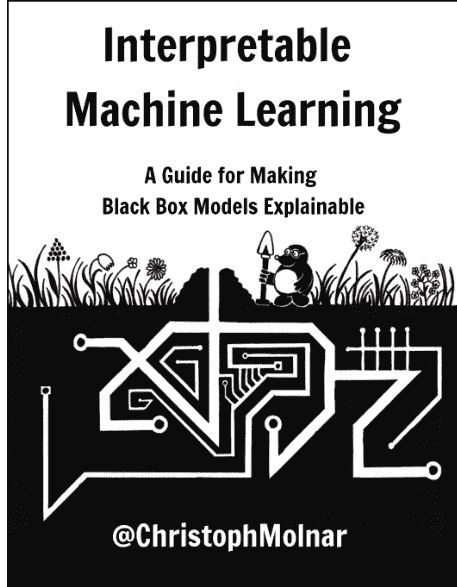 Interpretable
Machine Learning
A Guide for Making
Black Box Models Explainable
@ChristophMolnar